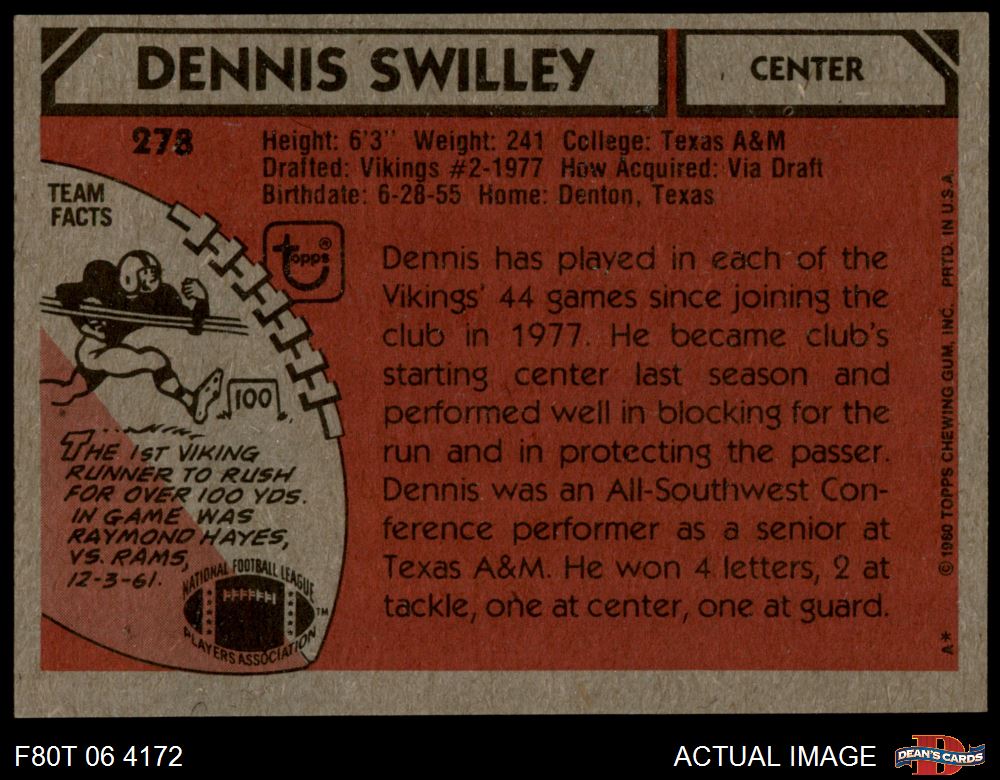 DENNIS SWILLEY
CENTER
278
Height: 6'3" Weight: 241 College: Texas A&M
Drafted: Vikings #2-1977 How Acquired: Via Draft
Birthdate: 6-28-55 Home: Denton, Texas
TEAM
FACTS
topps®
Dennis has played in each of the
Vikings' 44 games since joining the
club in 1977. He became club's
starting center last season and
performed well in blocking for the
run and in protecting the passer.
Dennis was an All-Southwest Con-
ference performer as a senior at
Texas A&M. He won 4 letters, 2 at
tackle, one at center, one at guard.
100
THE 1ST VIKING
RUNNER TO RUSH
FOR OVER 100 YDS.
IN GAME WAS
RAYMOND HAYES,
VS. RAMS,
12-3-61.
NATIONAL FOOTBALL LEAGUE
PLAYERS ASSOCIATION
™
A* © 1980 TOPPS CHEWING GUM, INC. PRTD. IN U.S.A.
F80T 06 4172
ACTUAL IMAGE
D
DEAN'S CARDS